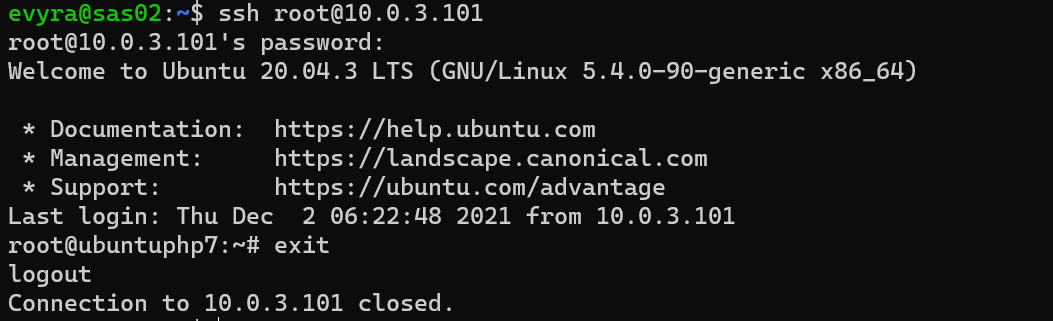 evyra@sas02:~$ ssh root@10.0.3.101
root@10.0.3.101's password:
Welcome to Ubuntu 20.04.3 LTS (GNU/Linux 5.4.0-90-generic x86_64)
* Documentation:  https://help.ubuntu.com
* Management:     https://landscape.canonical.com
* Support:        https://ubuntu.com/advantage
Last login: Thu Dec  2 06:22:48 2021 from 10.0.3.101
root@ubuntuphp7:~# exit
logout
Connection to 10.0.3.101 closed.